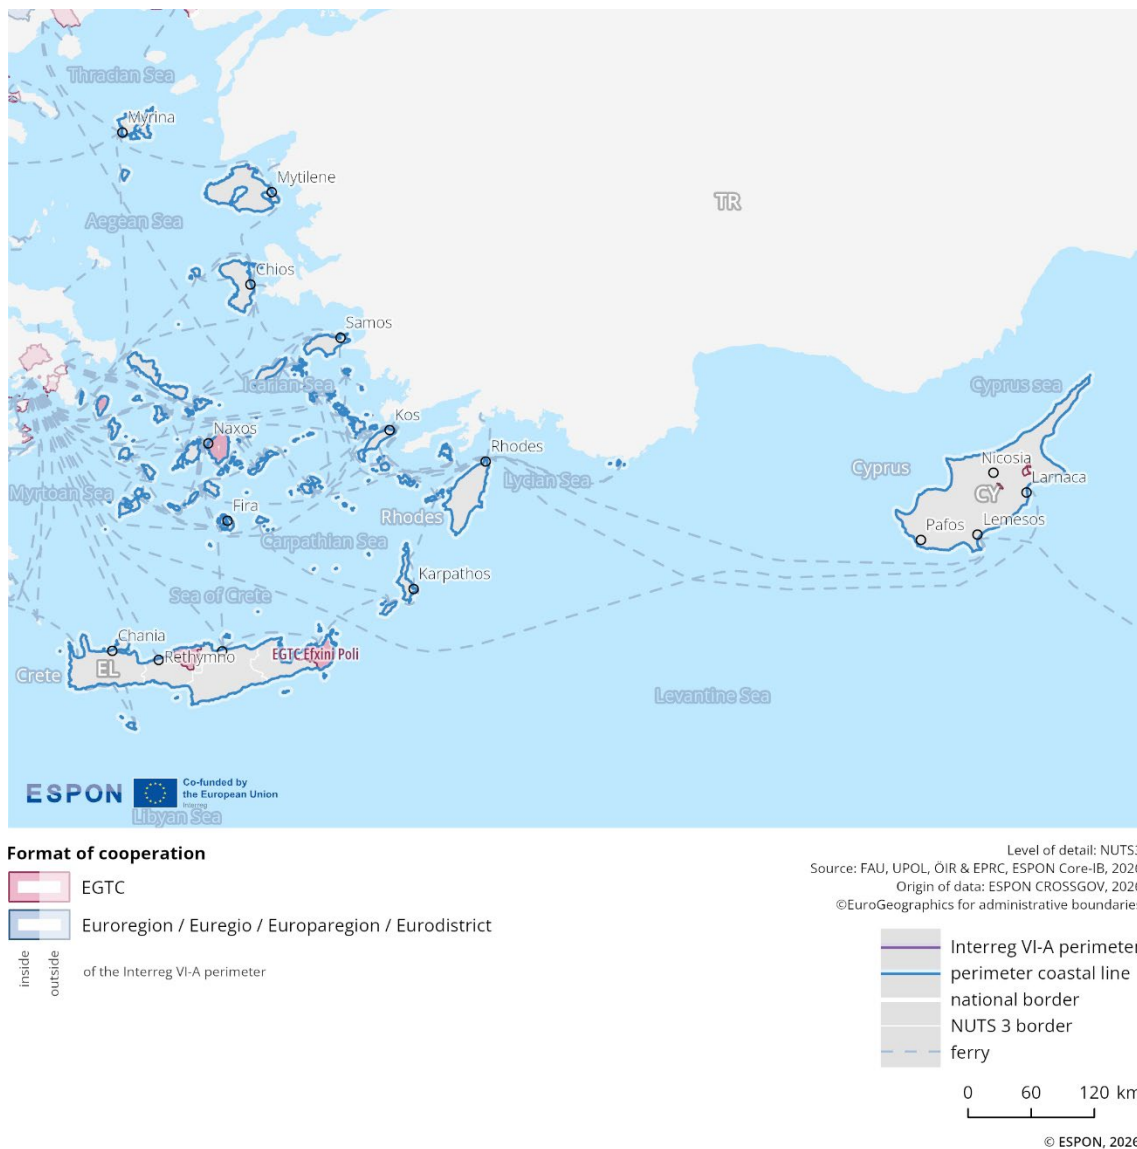 Thracian Sea
Myrina
Mytilene
Aegean Sea
TR
Chios
Samos
Icarian Sea
Cyprus sea
Kos
Naxos
Rhodes
Nicosia
Cyprus
Larnaca
CY
Lycian Sea
Myrtoan Sea
Fira
Rhodes
Pafos
Lemesos
Carpathian Sea
Karpathos
Sea of Crete
Chania
Rethymno
EGTC Efxini Poli
EL
Crete
Levantine Sea
ESPON
Co-funded by
the European Union
Interreg
Libyan Sea
Format of cooperation
EGTC
Euroregion / Euregio / Europaregion / Eurodistrict
inside
outside
of the Interreg VI-A perimeter
Level of detail: NUTS3
Source: FAU, UPOL, ÖIR & EPRC, ESPON Core-IB, 2026
Origin of data: ESPON CROSSGOV, 2026
©EuroGeographics for administrative boundaries
Interreg VI-A perimeter
perimeter coastal line
national border
NUTS 3 border
ferry
0 60 120 km
© ESPON, 2026